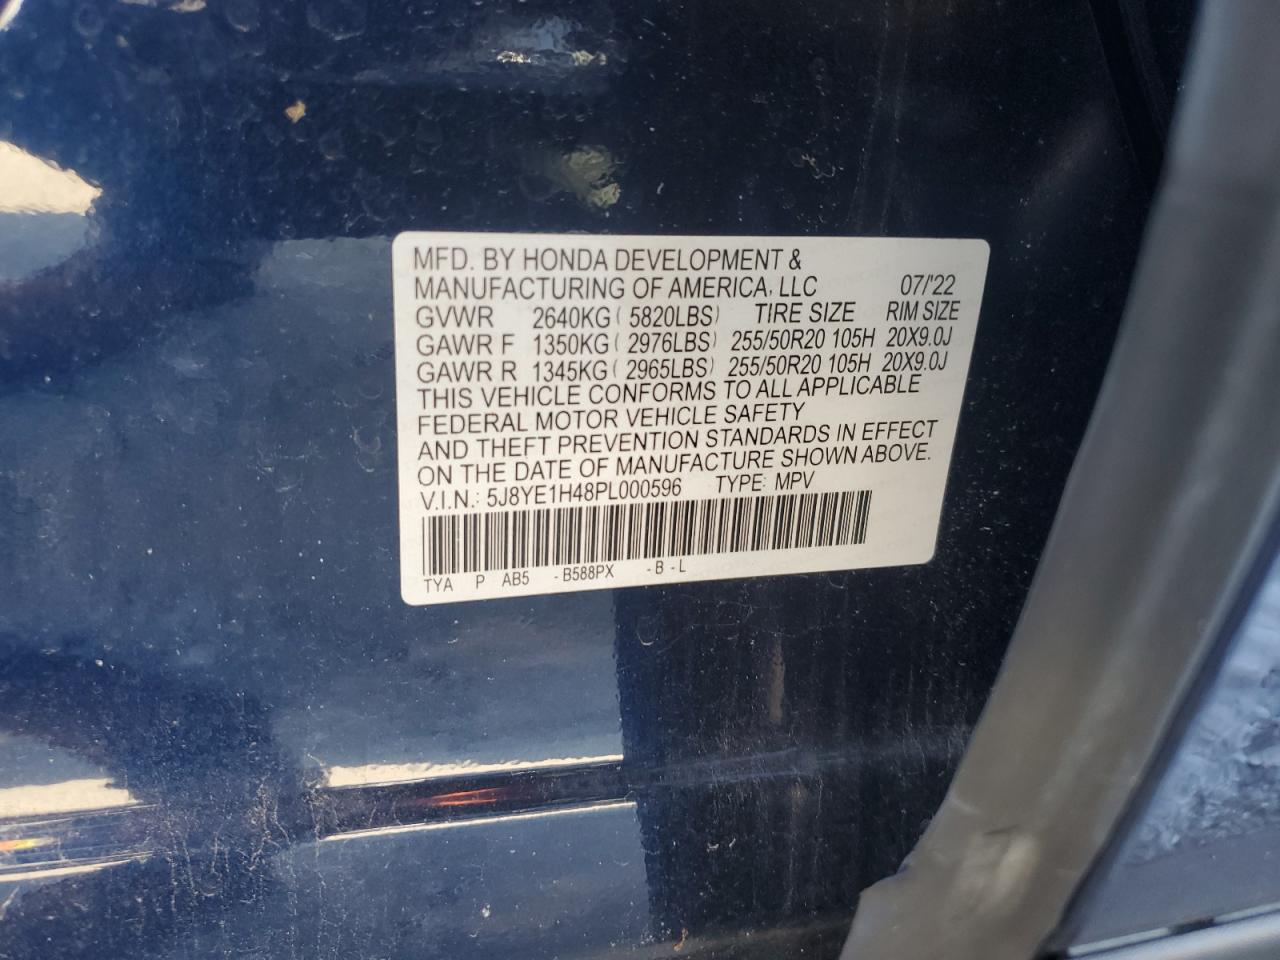 MFD. BY HONDA DEVELOPMENT &
MANUFACTURING OF AMERICA, LLC 07/'22
GVWR 2640KG ( 5820LBS) TIRE SIZE RIM SIZE
GAWR F 1350KG ( 2976LBS) 255/50R20 105H 20X9.0J
GAWR R 1345KG ( 2965LBS) 255/50R20 105H 20X9.0J
THIS VEHICLE CONFORMS TO ALL APPLICABLE
FEDERAL MOTOR VEHICLE SAFETY
AND THEFT PREVENTION STANDARDS IN EFFECT
ON THE DATE OF MANUFACTURE SHOWN ABOVE.
V.I.N.: 5J8YE1H48PL000596 TYPE: MPV
TYA P AB5 -B588PX -B-L